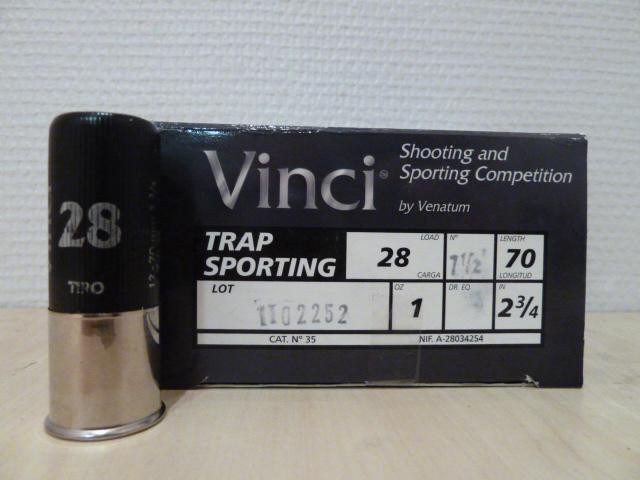 28
TIRO
Vinci
Shooting and
Sporting Competition
by Venatum
TRAP
SPORTING
28
LOAD
CARGA
Nº
7½
LENGTH
70
LONGITUD
LOT
1102252
OZ
1
DR. EQ.
IN
2¾
CAT. Nº 35
NIF. A-28034254